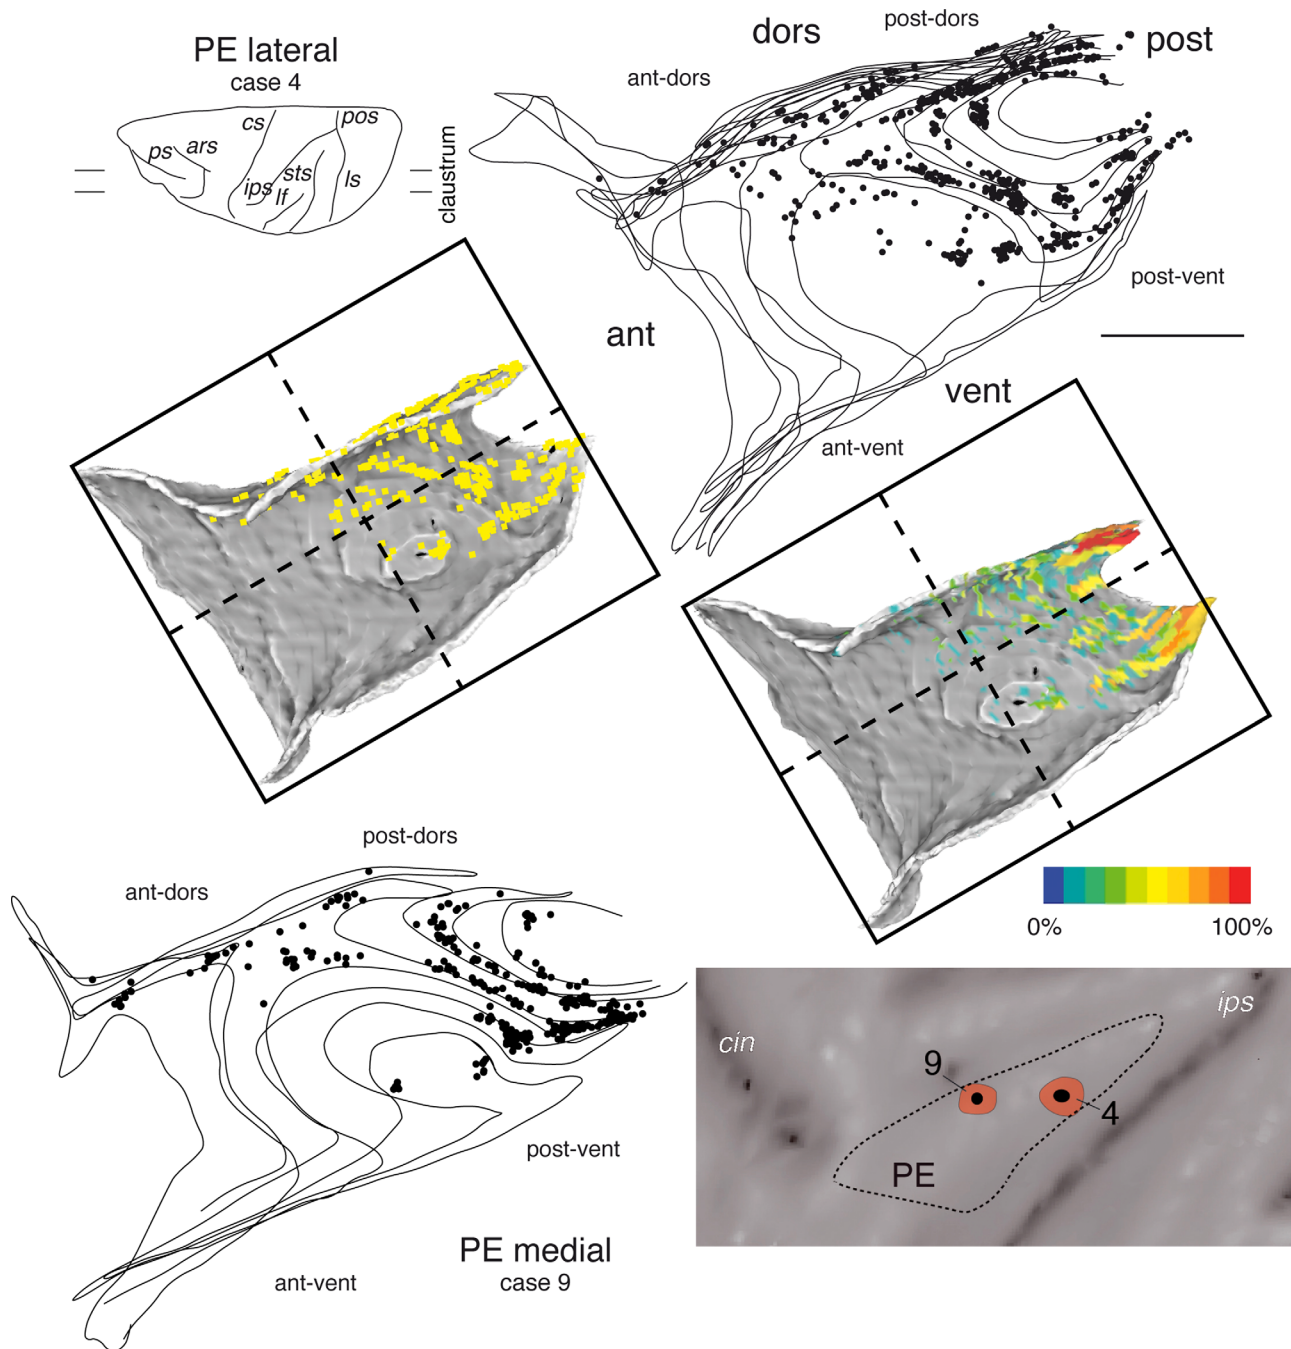 PE lateral
case 4
cs
pos
ps
ars
sts
ips
lf
ls
claustrum
dors
post-dors
post
ant-dors
ant
post-vent
vent
ant-vent
0%
100%
post-dors
ant-dors
post-vent
ant-vent
PE medial
case 9
cin
ips
9
4
PE